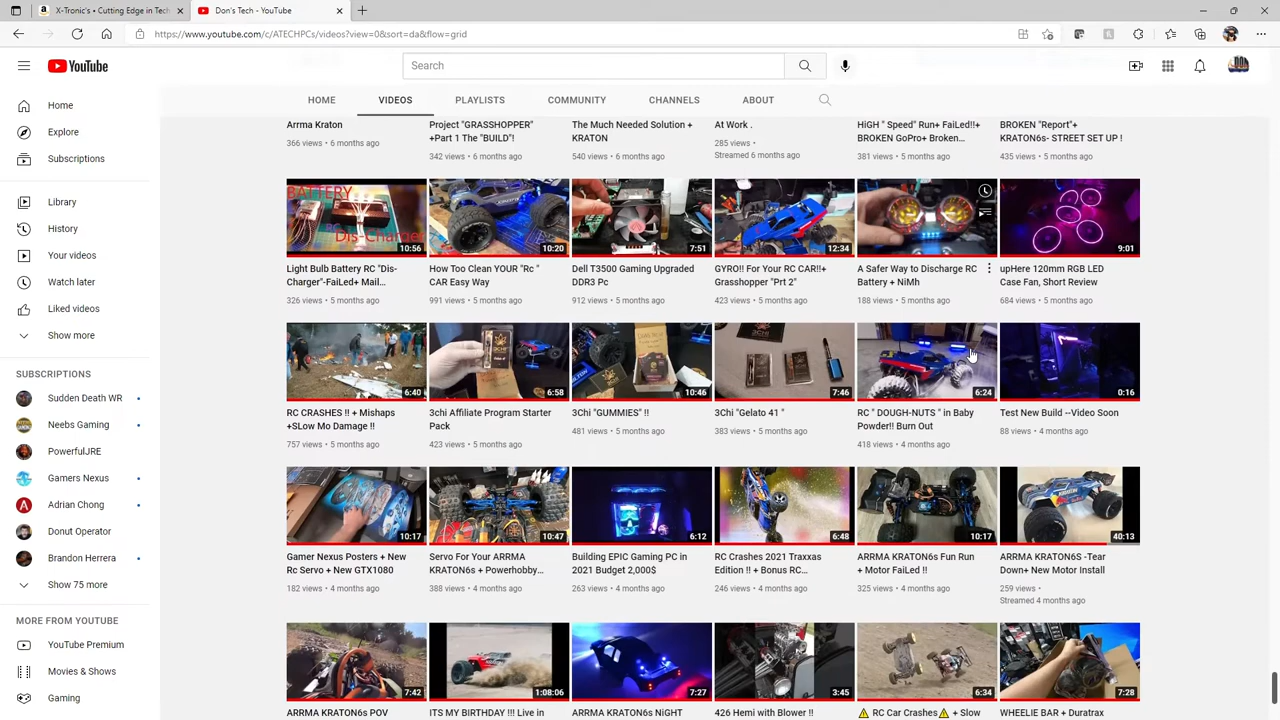 X-Tronic's • Cutting Edge in Tech
Don's Tech - YouTube
https://www.youtube.com/c/ATECHPCs/videos?view=0&sort=da&flow=grid
YouTube
Search
HOME VIDEOS PLAYLISTS COMMUNITY CHANNELS ABOUT
Home
Explore
Subscriptions
Library
History
Your videos
Watch later
Liked videos
Show more
SUBSCRIPTIONS
Sudden Death WR
Neebs Gaming
PowerfulJRE
Gamers Nexus
Adrian Chong
Donut Operator
Brandon Herrera
Show 75 more
MORE FROM YOUTUBE
YouTube Premium
Movies & Shows
Gaming
Arrma Kraton
366 views • 6 months ago
Project "GRASSHOPPER"
+Part 1 The "BUILD"!
342 views • 6 months ago
The Much Needed Solution +
KRATON
540 views • 6 months ago
At Work .
285 views •
Streamed 6 months ago
HiGH " Speed" Run+ FaiLed!!+
BROKEN GoPro+ Broken...
381 views • 5 months ago
BROKEN "Report"+
KRATON6s- STREET SET UP !
435 views • 5 months ago
BATTERY
Dis-Charger
10:56
Light Bulb Battery RC "Dis-
Charger"-FaiLed+ Mail...
326 views • 5 months ago
10:20
How Too Clean YOUR "Rc "
CAR Easy Way
991 views • 5 months ago
7:51
Dell T3500 Gaming Upgraded
DDR3 Pc
912 views • 5 months ago
12:34
GYRO!! For Your RC CAR!!+
Grasshopper "Prt 2"
423 views • 5 months ago
A Safer Way to Discharge RC
Battery + NiMh
188 views • 5 months ago
9:01
upHere 120mm RGB LED
Case Fan, Short Review
684 views • 5 months ago
6:40
RC CRASHES !! + Mishaps
+SLow Mo Damage !!
757 views • 5 months ago
6:58
3chi Affiliate Program Starter
Pack
423 views • 5 months ago
10:46
3Chi "GUMMIES" !!
481 views • 5 months ago
7:46
3Chi "Gelato 41 "
383 views • 5 months ago
6:24
RC " DOUGH-NUTS " in Baby
Powder!! Burn Out
418 views • 4 months ago
0:16
Test New Build --Video Soon
88 views • 4 months ago
10:17
Gamer Nexus Posters + New
Rc Servo + New GTX1080
182 views • 4 months ago
10:47
Servo For Your ARRMA
KRATON6s + Powerhobby...
388 views • 4 months ago
6:12
Building EPIC Gaming PC in
2021 Budget 2,000$
263 views • 4 months ago
6:48
RC Crashes 2021 Traxxas
Edition !! + Bonus RC...
246 views • 4 months ago
10:17
ARRMA KRATON6s Fun Run
+ Motor FaiLed !!
325 views • 4 months ago
40:13
ARRMA KRATON6S -Tear
Down+ New Motor Install
259 views •
Streamed 4 months ago
7:42
ARRMA KRATON6s POV
1:08:06
ITS MY BIRTHDAY !!! Live in
7:27
ARRMA KRATON6s NiGHT
3:45
426 Hemi with Blower !!
6:34
⚠ RC Car Crashes⚠ + Slow
7:28
WHEELIE BAR + Duratrax